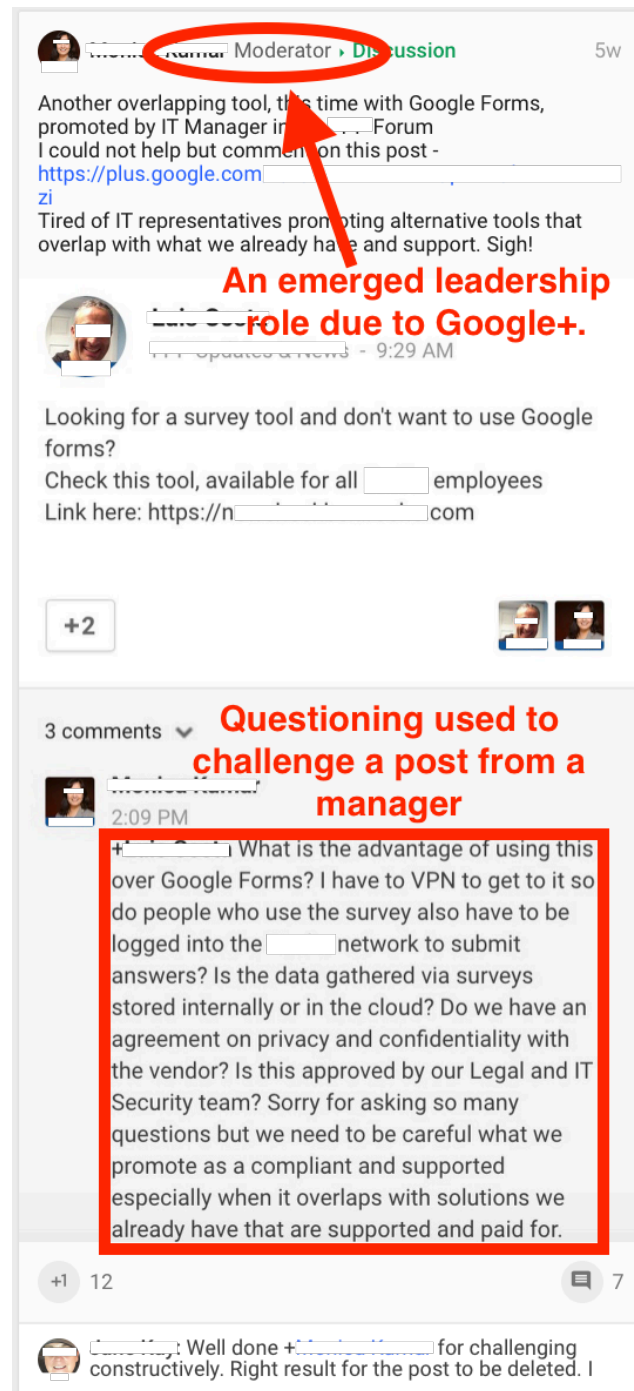 Moderator › Discussion 5w
Another overlapping tool, this time with Google Forms,
promoted by IT Manager in Forum
I could not help but comment on this post -
https://plus.google.com
zi
Tired of IT representatives promoting alternative tools that
overlap with what we already have and support. Sigh!
An emerged leadership
role due to Google+.
Updates & News - 9:29 AM
Looking for a survey tool and don't want to use Google
forms?
Check this tool, available for all employees
Link here: https://n com
+2
3 comments
Questioning used to
challenge a post from a
manager
2:09 PM
+ What is the advantage of using this
over Google Forms? I have to VPN to get to it so
do people who use the survey also have to be
logged into the network to submit
answers? Is the data gathered via surveys
stored internally or in the cloud? Do we have an
agreement on privacy and confidentiality with
the vendor? Is this approved by our Legal and IT
Security team? Sorry for asking so many
questions but we need to be careful what we
promote as a compliant and supported
especially when it overlaps with solutions we
already have that are supported and paid for.
+1 12 7
: Well done + for challenging
constructively. Right result for the post to be deleted. I